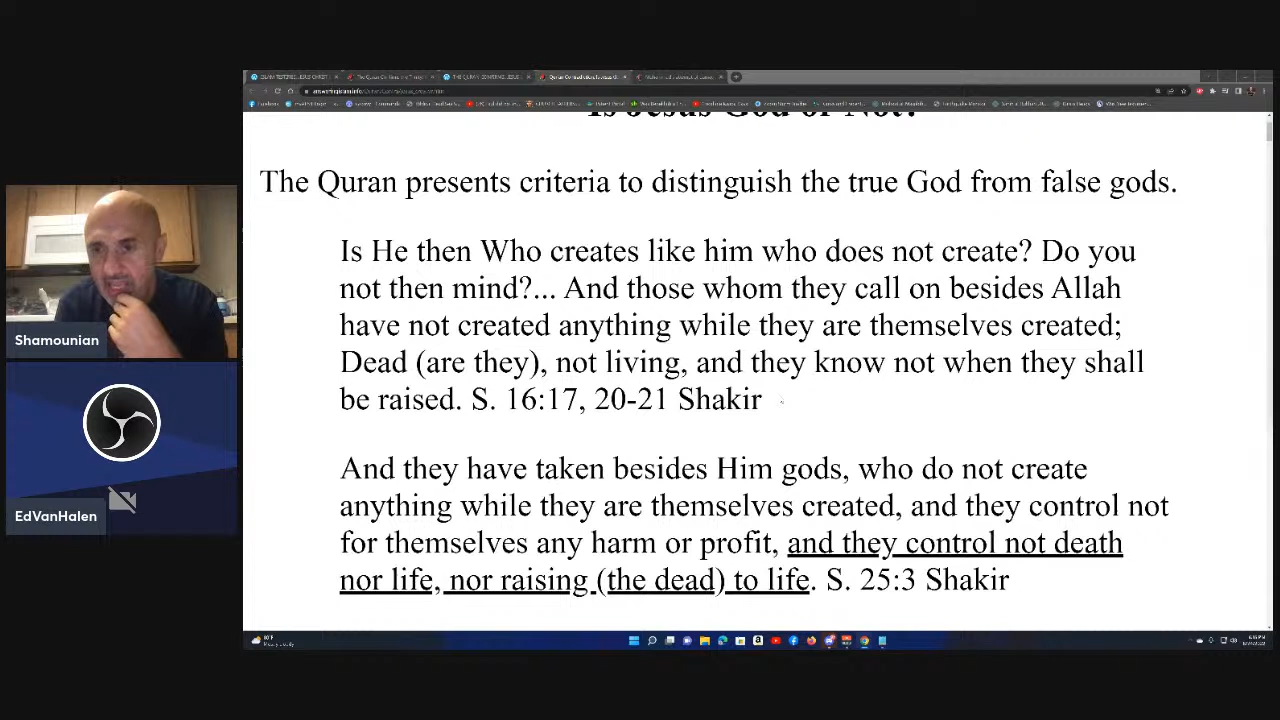 Is Jesus God or Not?
The Quran presents criteria to distinguish the true God from false gods.
Is He then Who creates like him who does not create? Do you
not then mind?... And those whom they call on besides Allah
have not created anything while they are themselves created;
Dead (are they), not living, and they know not when they shall
be raised. S. 16:17, 20-21 Shakir
And they have taken besides Him gods, who do not create
anything while they are themselves created, and they control not
for themselves any harm or profit, and they control not death
nor life, nor raising (the dead) to life. S. 25:3 Shakir
Shamounian
EdVanHalen